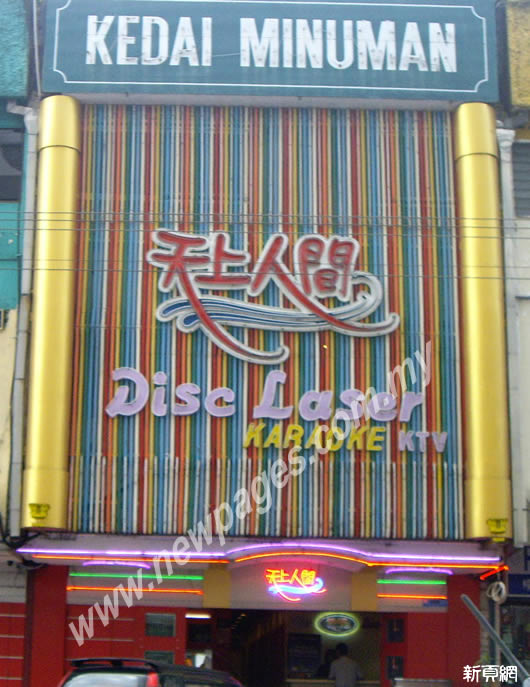 KEDAI MINUMAN
天上人間
Disc Laser
KARAOKE KTV
天上人間
www.newpages.com.my
新頁網